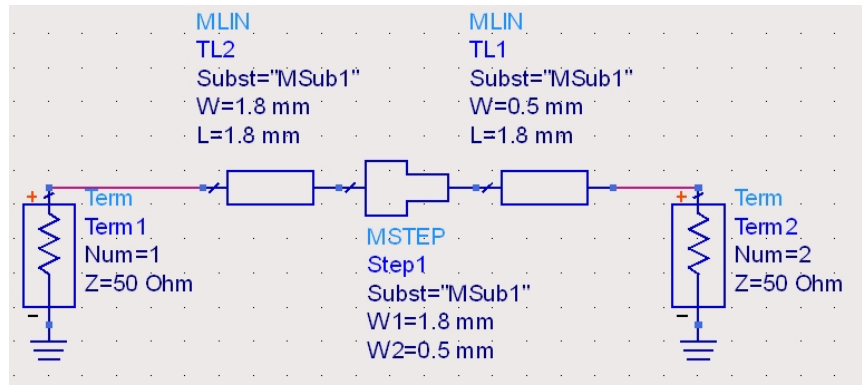 MLIN
TL2
Subst="MSub1"
W=1.8 mm
L=1.8 mm
MLIN
TL1
Subst="MSub1"
W=0.5 mm
L=1.8 mm
+
Term
Term1
Num=1
Z=50 Ohm
−
MSTEP
Step1
Subst="MSub1"
W1=1.8 mm
W2=0.5 mm
+
Term
Term2
Num=2
Z=50 Ohm
−